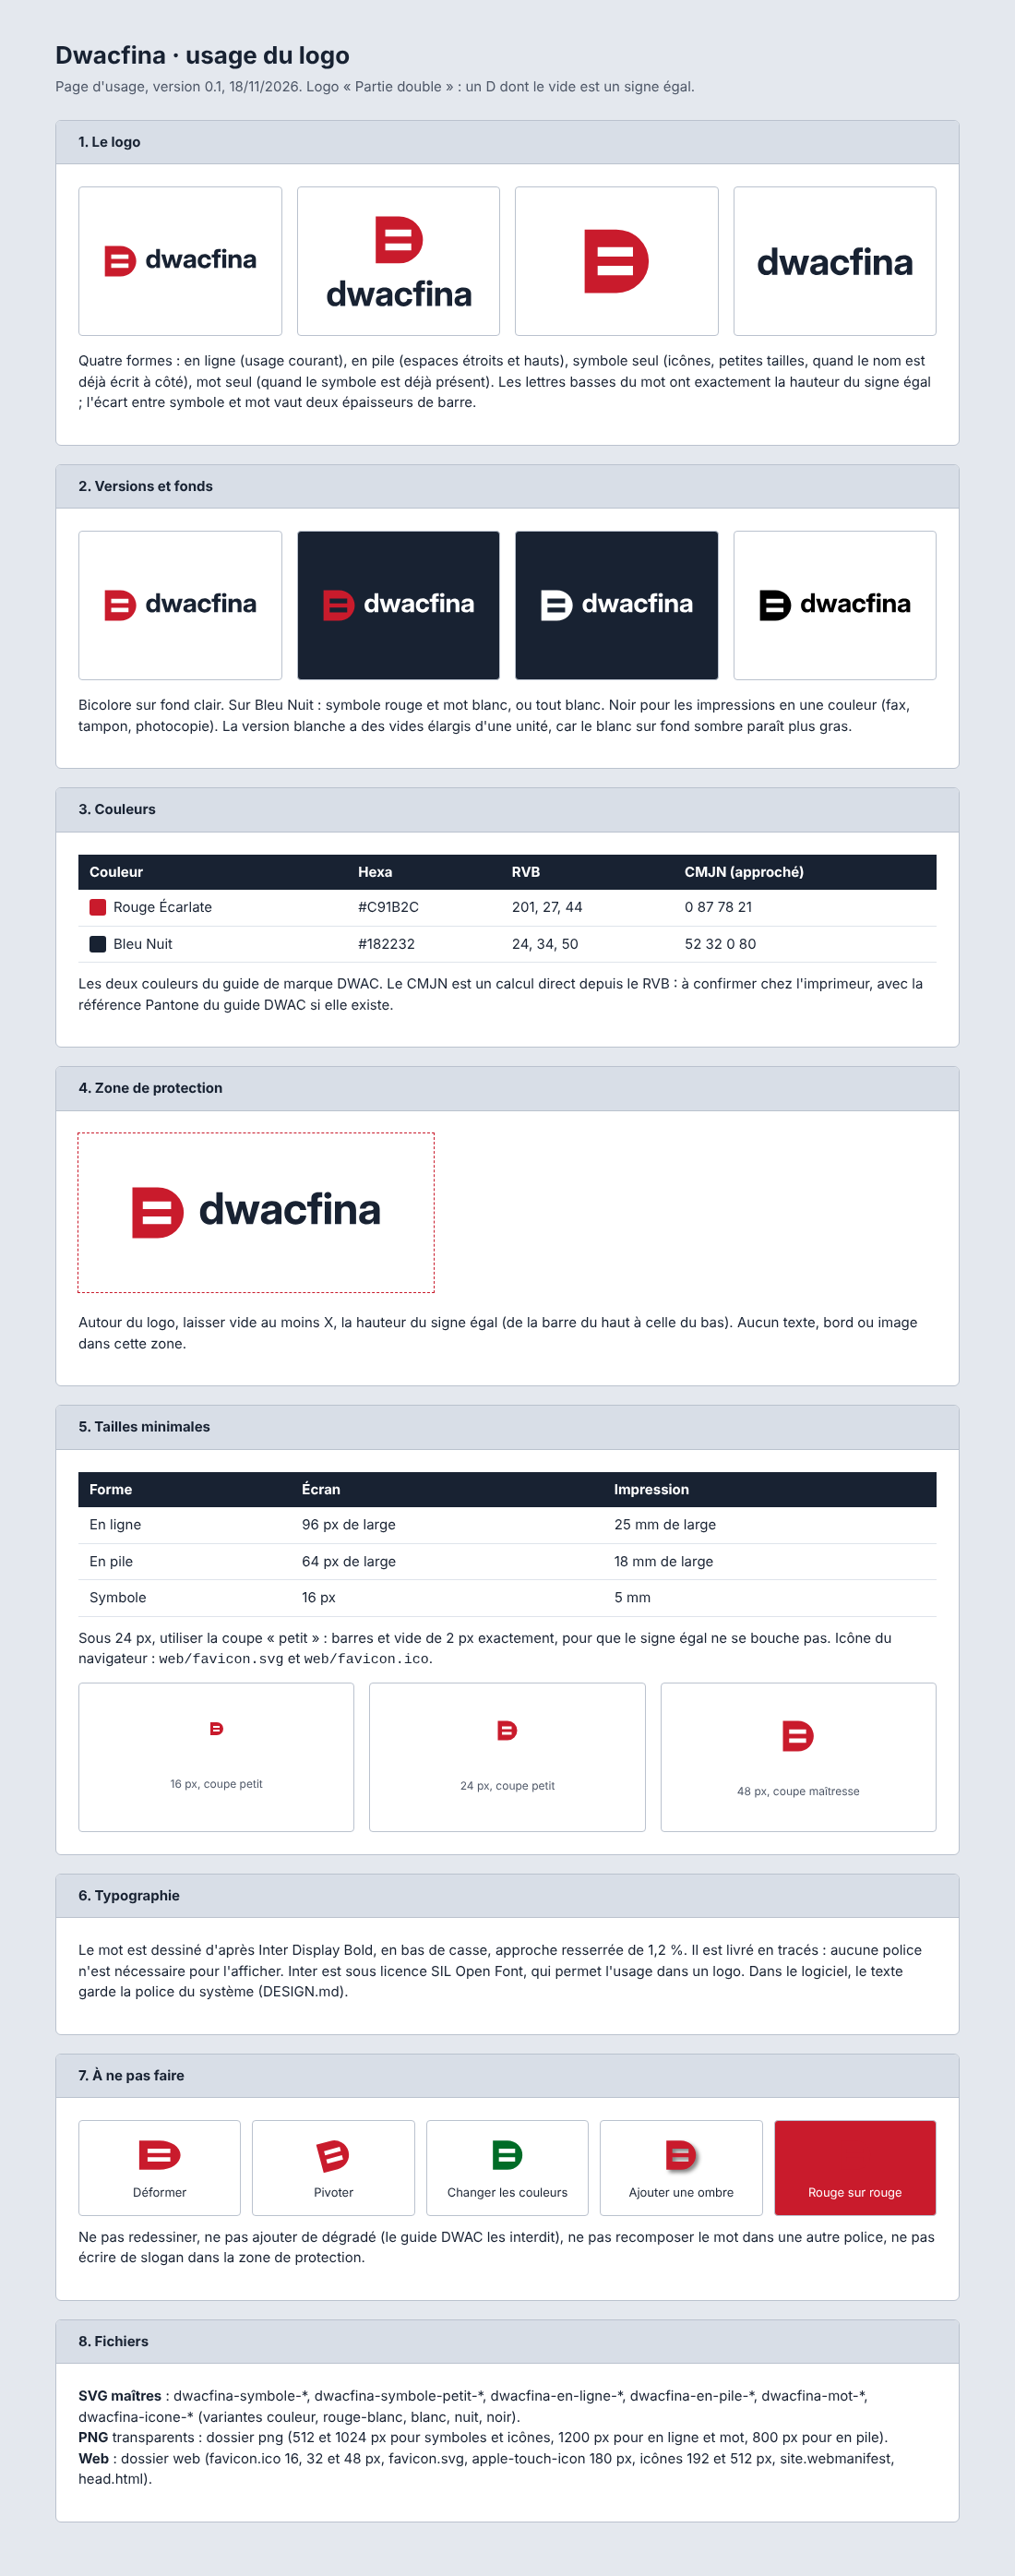 Dwacfina · usage du logo
Page d'usage, version 0.1, 18/11/2026. Logo « Partie double » : un D dont le vide est un signe égal.
1. Le logo
dwacfina
dwacfina
dwacfina
Quatre formes : en ligne (usage courant), en pile (espaces étroits et hauts), symbole seul (icônes, petites tailles, quand le nom est
déjà écrit à côté), mot seul (quand le symbole est déjà présent). Les lettres basses du mot ont exactement la hauteur du signe égal
; l'écart entre symbole et mot vaut deux épaisseurs de barre.
2. Versions et fonds
dwacfina
dwacfina
dwacfina
dwacfina
Bicolore sur fond clair. Sur Bleu Nuit : symbole rouge et mot blanc, ou tout blanc. Noir pour les impressions en une couleur (fax,
tampon, photocopie). La version blanche a des vides élargis d'une unité, car le blanc sur fond sombre paraît plus gras.
3. Couleurs
Couleur Hexa RVB CMJN (approché)
Rouge Écarlate #C91B2C 201, 27, 44 0 87 78 21
Bleu Nuit #182232 24, 34, 50 52 32 0 80
Les deux couleurs du guide de marque DWAC. Le CMJN est un calcul direct depuis le RVB : à confirmer chez l'imprimeur, avec la
référence Pantone du guide DWAC si elle existe.
4. Zone de protection
dwacfina
Autour du logo, laisser vide au moins X, la hauteur du signe égal (de la barre du haut à celle du bas). Aucun texte, bord ou image
dans cette zone.
5. Tailles minimales
Forme Écran Impression
En ligne 96 px de large 25 mm de large
En pile 64 px de large 18 mm de large
Symbole 16 px 5 mm
Sous 24 px, utiliser la coupe « petit » : barres et vide de 2 px exactement, pour que le signe égal ne se bouche pas. Icône du
navigateur : web/favicon.svg et web/favicon.ico.
16 px, coupe petit
24 px, coupe petit
48 px, coupe maîtresse
6. Typographie
Le mot est dessiné d'après Inter Display Bold, en bas de casse, approche resserrée de 1,2 %. Il est livré en tracés : aucune police
n'est nécessaire pour l'afficher. Inter est sous licence SIL Open Font, qui permet l'usage dans un logo. Dans le logiciel, le texte
garde la police du système (DESIGN.md).
7. À ne pas faire
Déformer
Pivoter
Changer les couleurs
Ajouter une ombre
Rouge sur rouge
Ne pas redessiner, ne pas ajouter de dégradé (le guide DWAC les interdit), ne pas recomposer le mot dans une autre police, ne pas
écrire de slogan dans la zone de protection.
8. Fichiers
SVG maîtres : dwacfina-symbole-*, dwacfina-symbole-petit-*, dwacfina-en-ligne-*, dwacfina-en-pile-*, dwacfina-mot-*,
dwacfina-icone-* (variantes couleur, rouge-blanc, blanc, nuit, noir).
PNG transparents : dossier png (512 et 1024 px pour symboles et icônes, 1200 px pour en ligne et mot, 800 px pour en pile).
Web : dossier web (favicon.ico 16, 32 et 48 px, favicon.svg, apple-touch-icon 180 px, icônes 192 et 512 px, site.webmanifest,
head.html).